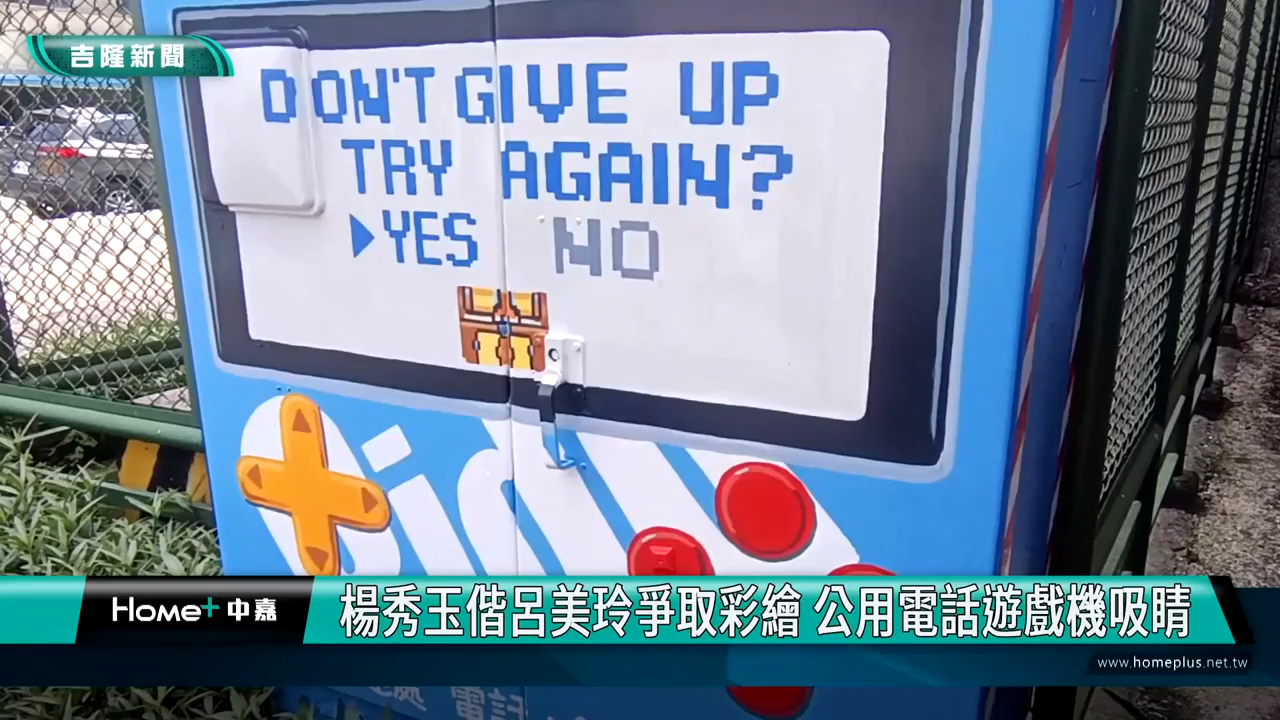 吉隆新聞
DON'T GIVE UP
TRY AGAIN?
▶YES NO
Home+ 中嘉
楊秀玉偕呂美玲爭取彩繪 公用電話遊戲機吸睛
www.homeplus.net.tw